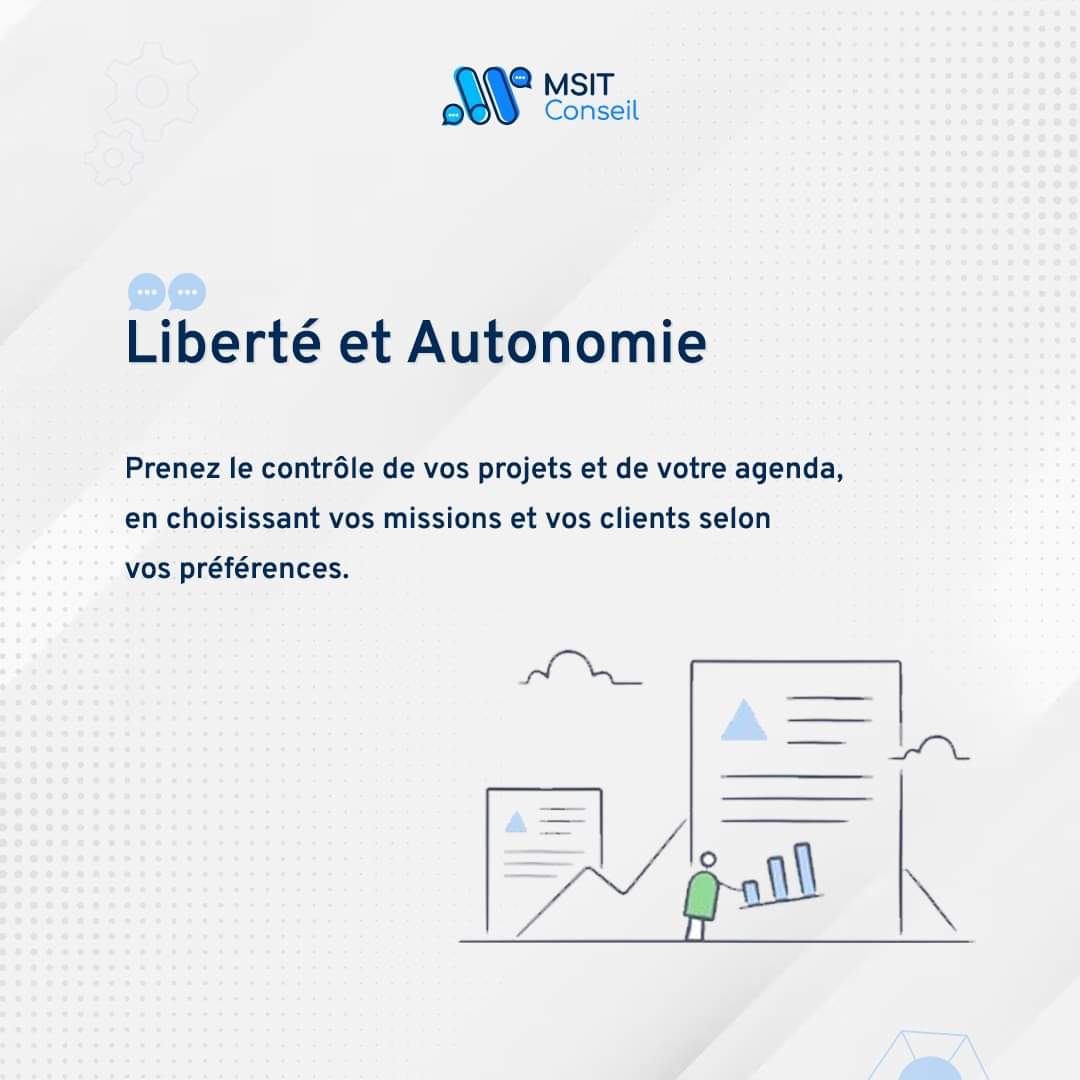 MSIT
Conseil
Liberté et Autonomie
Prenez le contrôle de vos projets et de votre agenda,
en choisissant vos missions et vos clients selon
vos préférences.